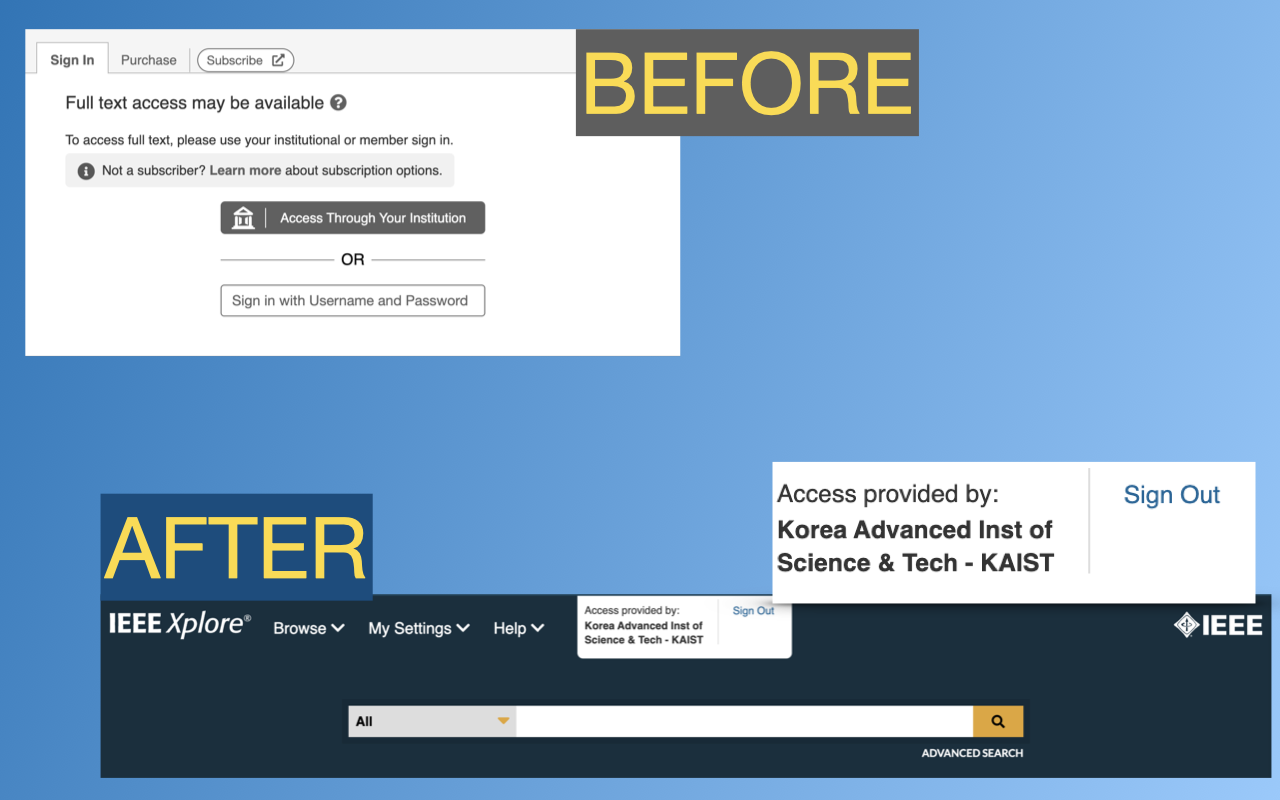 Sign In Purchase Subscribe
BEFORE
Full text access may be available
To access full text, please use your institutional or member sign in.
Not a subscriber? Learn more about subscription options.
Access Through Your Institution
OR
Sign in with Username and Password
AFTER
Access provided by:
Korea Advanced Inst of
Science & Tech - KAIST
Sign Out
IEEE Xplore®
Browse
My Settings
Help
Access provided by:
Korea Advanced Inst of
Science & Tech - KAIST
Sign Out
IEEE
All
ADVANCED SEARCH